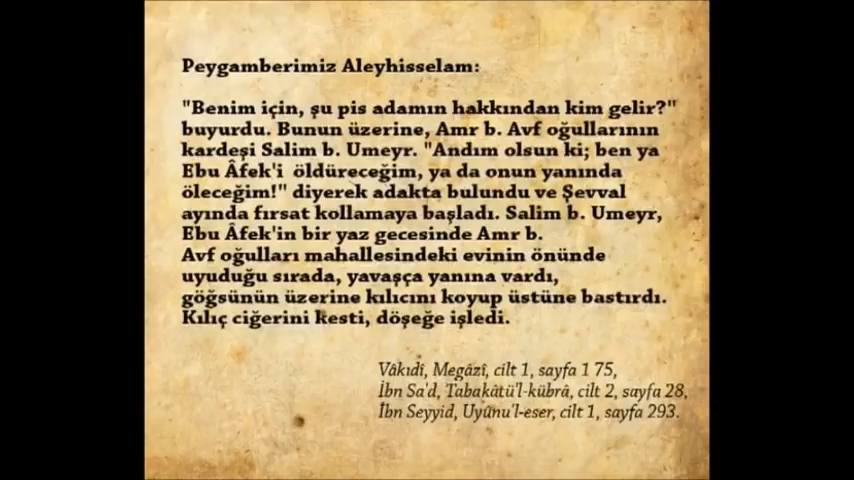 Peygamberimiz Aleyhisselam:
"Benim için, şu pis adamın hakkından kim gelir?"
buyurdu. Bunun üzerine, Amr b. Avf oğullarının
kardeşi Salim b. Umeyr. "Andım olsun ki; ben ya
Ebu Âfek'i öldüreceğim, ya da onun yanında
öleceğim!" diyerek adakta bulundu ve Şevval
ayında fırsat kollamaya başladı. Salim b. Umeyr,
Ebu Âfek'in bir yaz gecesinde Amr b.
Avf oğulları mahallesindeki evinin önünde
uyuduğu sırada, yavaşça yanına vardı,
göğsünün üzerine kılıcını koyup üstüne bastırdı.
Kılıç ciğerini kesti, döşeğe işledi.
Vâkıdî, Megâzî, cilt 1, sayfa 1 75,
İbn Sa'd, Tabakâtü'l-kübrâ, cilt 2, sayfa 28,
İbn Seyyid, Uyûnu'l-eser, cilt 1, sayfa 293.